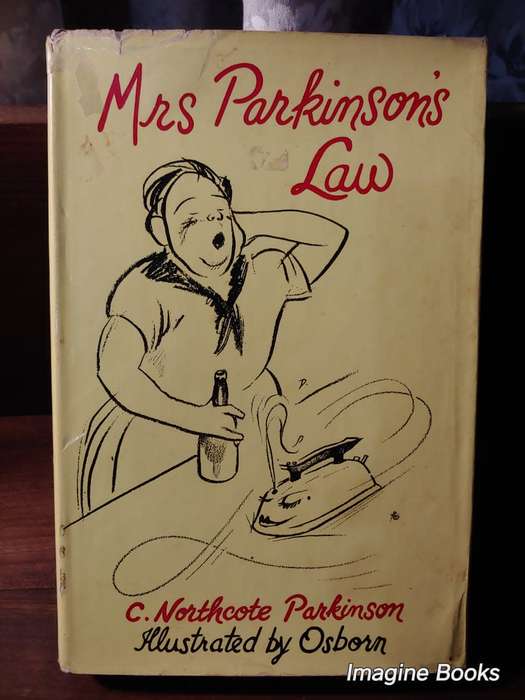 Mrs Parkinson's
Law
C. Northcote Parkinson
Illustrated by Osborn
Imagine Books